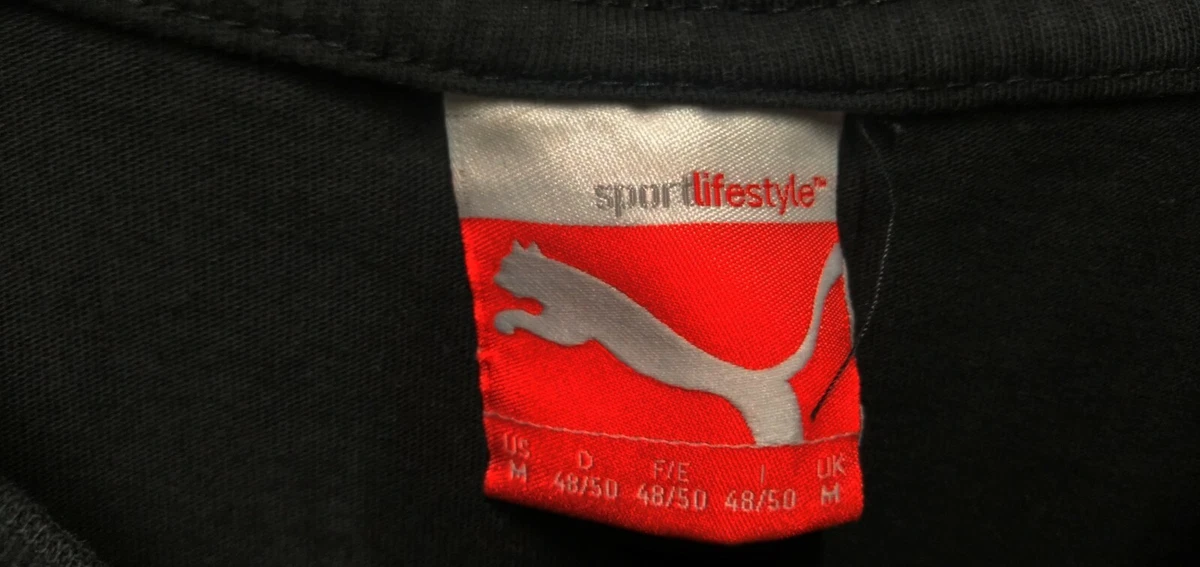 sportlifestyle™
US D F/E I UK
M 48/50 48/50 48/50 M